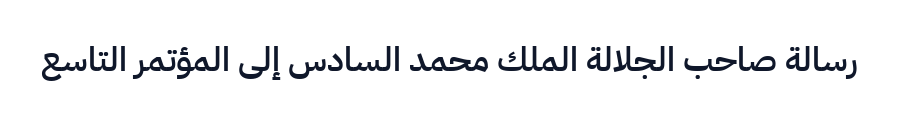 رسالة صاحب الجلالة الملك محمد السادس إلى المؤتمر التاسع